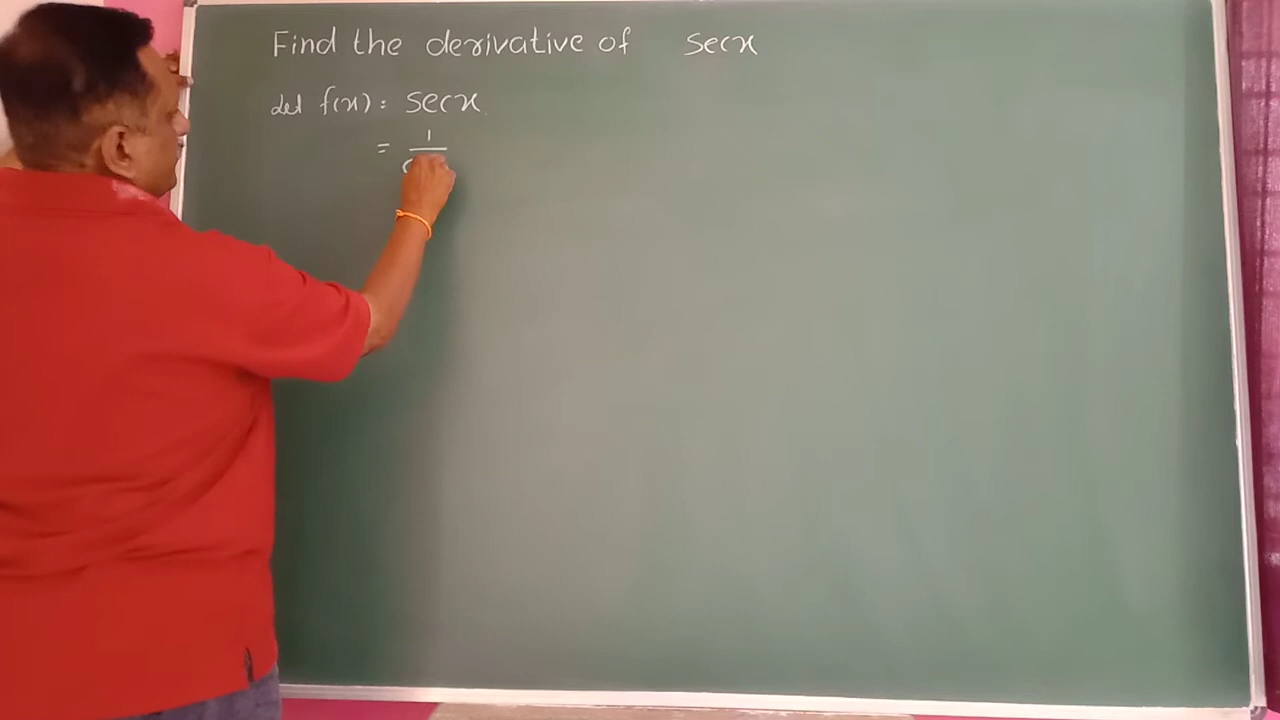 Find the derivative of secx
Let f(x) = secx
= 1/